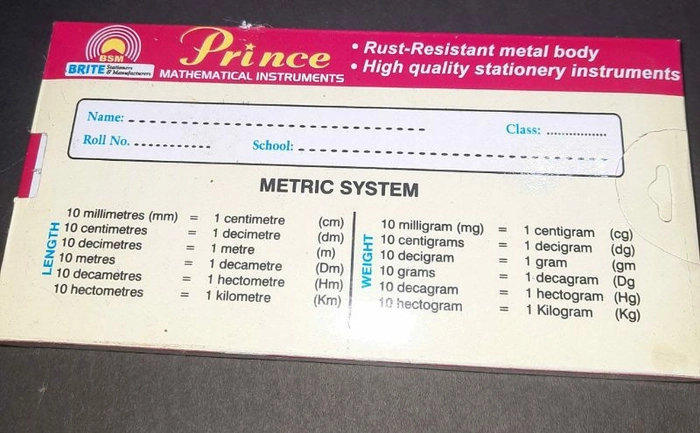 BSM
BRITE Stationers & Manufacturers
Prince
MATHEMATICAL INSTRUMENTS
• Rust-Resistant metal body
• High quality stationery instruments
Name:
Class:
Roll No.
School:
METRIC SYSTEM
LENGTH
10 millimetres (mm) = 1 centimetre (cm)
10 centimetres = 1 decimetre (dm)
10 decimetres = 1 metre (m)
10 metres = 1 decametre (Dm)
10 decametres = 1 hectometre (Hm)
10 hectometres = 1 kilometre (Km)
WEIGHT
10 milligram (mg) = 1 centigram (cg)
10 centigrams = 1 decigram (dg)
10 decigram = 1 gram (gm
10 grams = 1 decagram (Dg
10 decagram = 1 hectogram (Hg)
10 hectogram = 1 Kilogram (Kg)